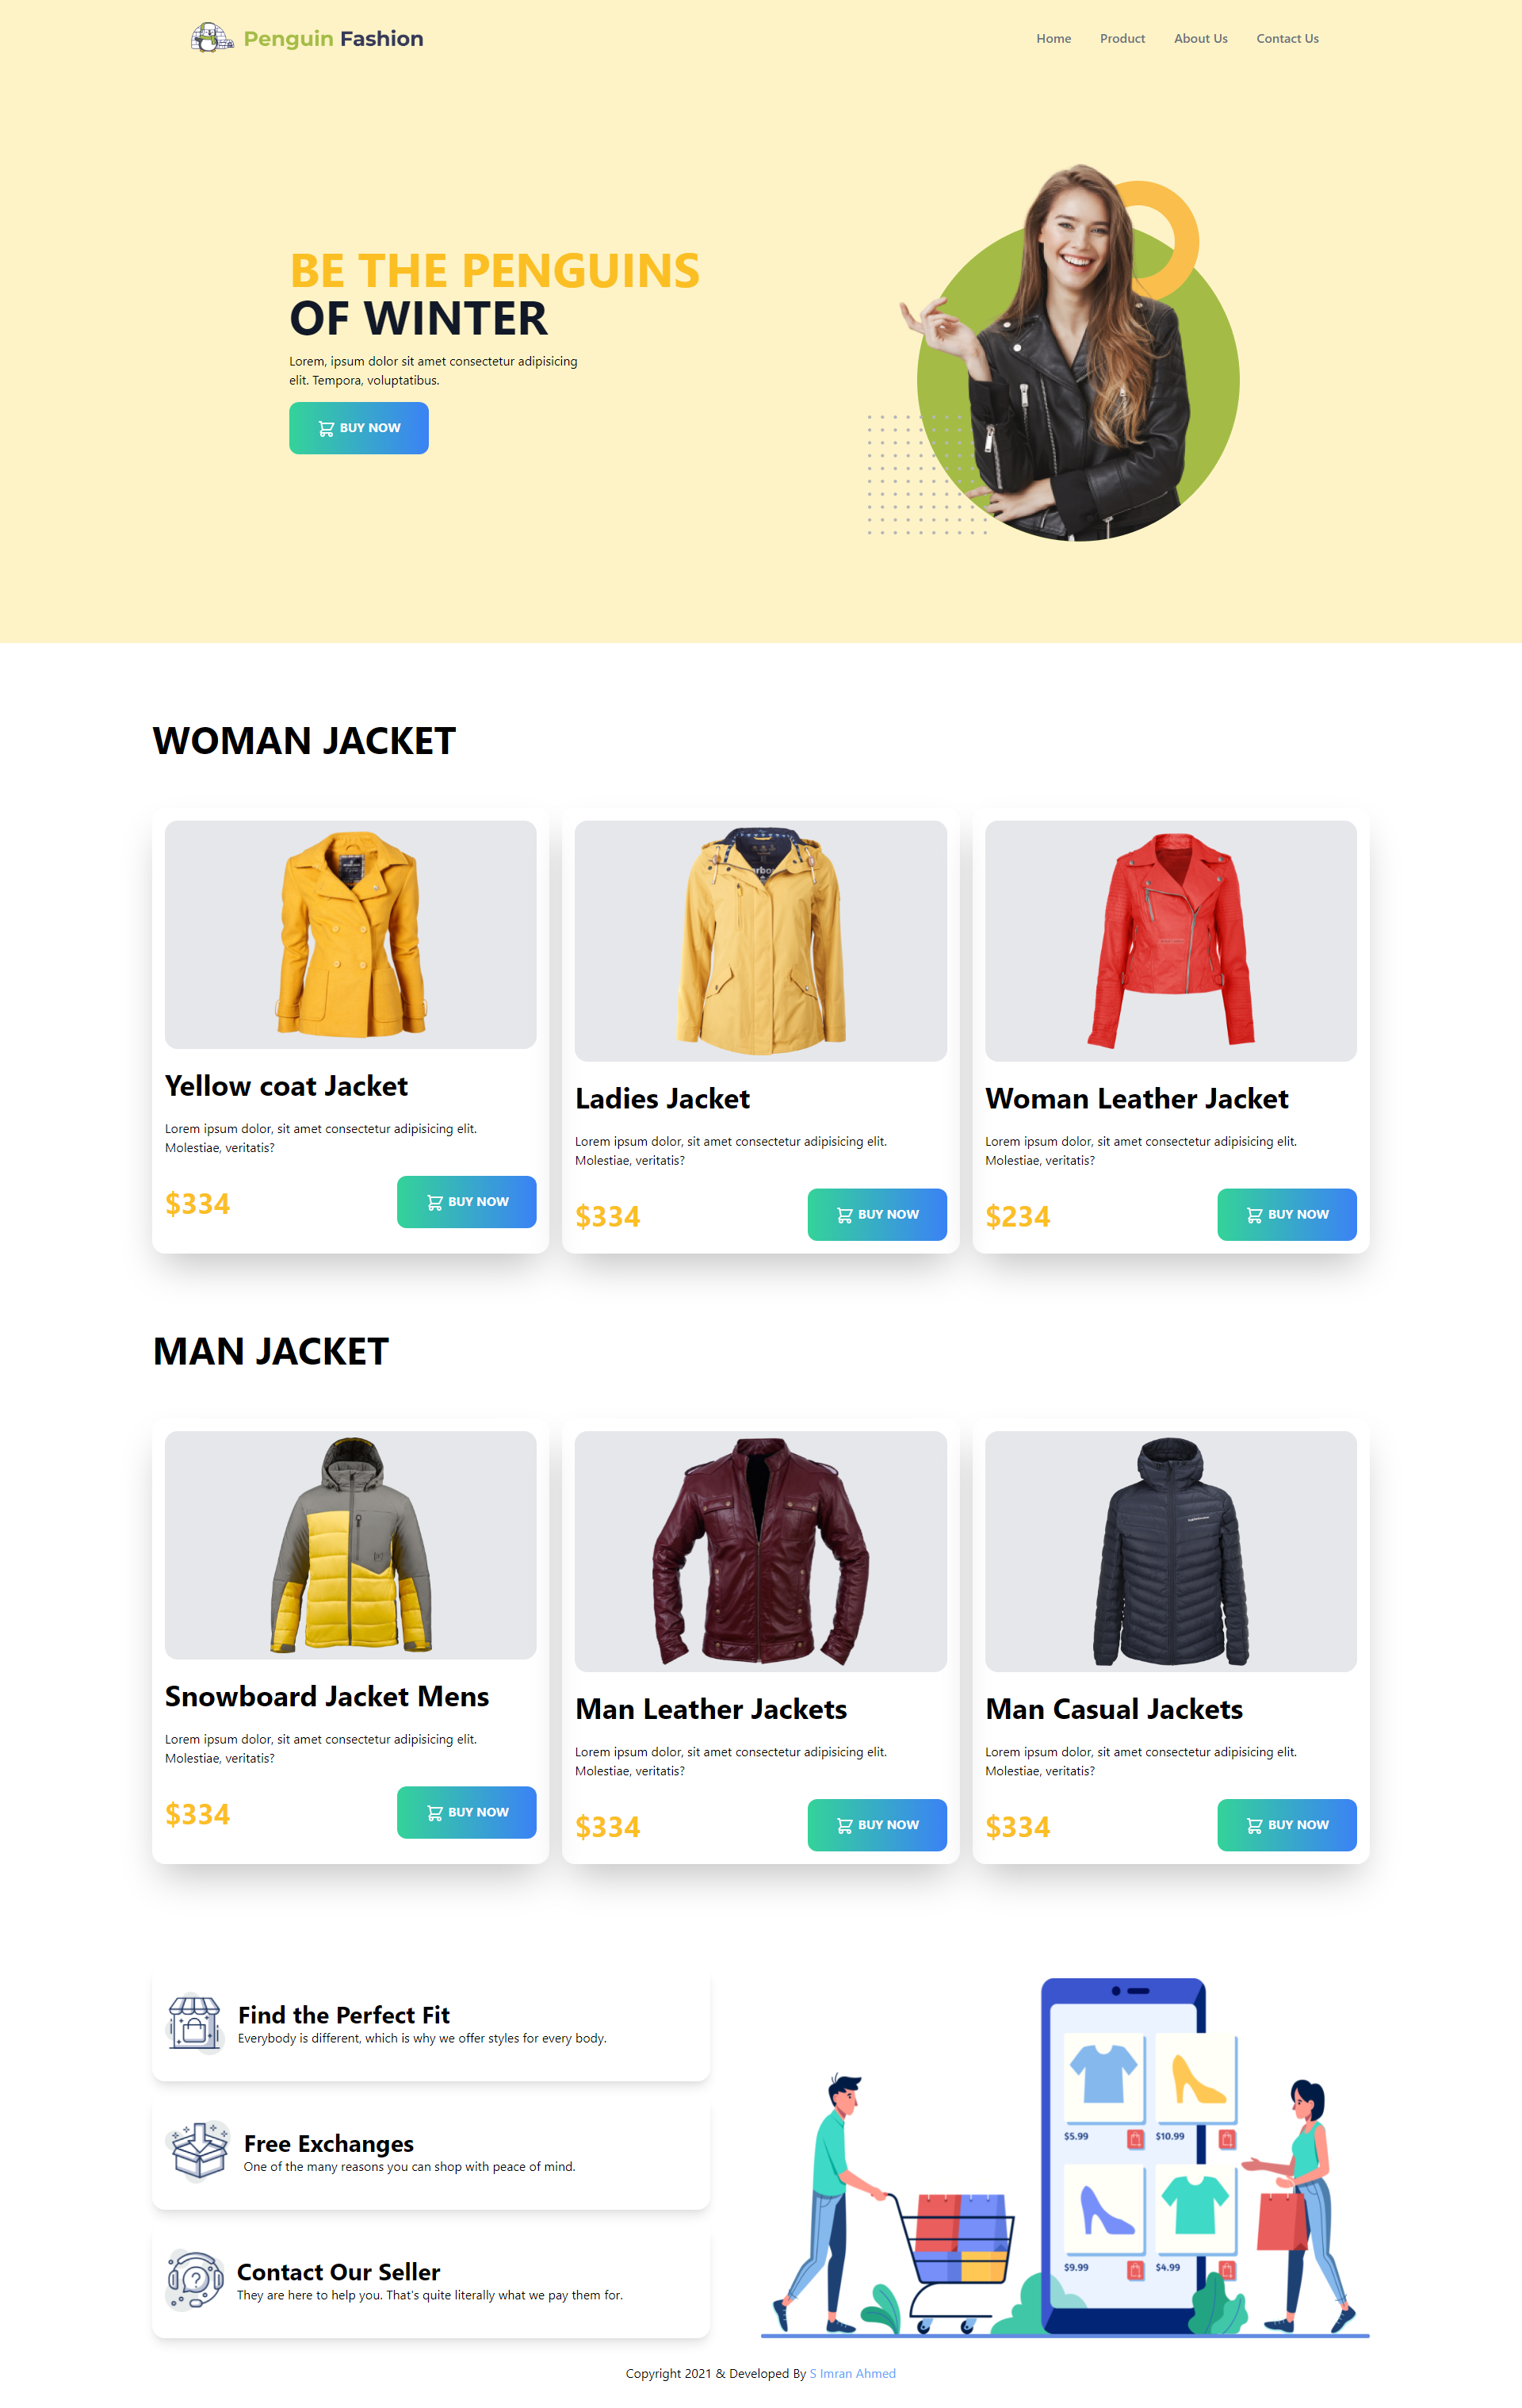 Penguin Fashion
Home Product About Us Contact Us
BE THE PENGUINS
OF WINTER
Lorem, ipsum dolor sit amet consectetur adipisicing
elit. Tempora, voluptatibus.
BUY NOW
WOMAN JACKET
Yellow coat Jacket
Lorem ipsum dolor, sit amet consectetur adipisicing elit.
Molestiae, veritatis?
$334
BUY NOW
Ladies Jacket
Lorem ipsum dolor, sit amet consectetur adipisicing elit.
Molestiae, veritatis?
$334
BUY NOW
Woman Leather Jacket
Lorem ipsum dolor, sit amet consectetur adipisicing elit.
Molestiae, veritatis?
$234
BUY NOW
MAN JACKET
Snowboard Jacket Mens
Lorem ipsum dolor, sit amet consectetur adipisicing elit.
Molestiae, veritatis?
$334
BUY NOW
Man Leather Jackets
Lorem ipsum dolor, sit amet consectetur adipisicing elit.
Molestiae, veritatis?
$334
BUY NOW
Man Casual Jackets
Lorem ipsum dolor, sit amet consectetur adipisicing elit.
Molestiae, veritatis?
$334
BUY NOW
Find the Perfect Fit
Everybody is different, which is why we offer styles for every body.
Free Exchanges
One of the many reasons you can shop with peace of mind.
Contact Our Seller
They are here to help you. That's quite literally what we pay them for.
$5.99 $10.99
$9.99 $4.99
Copyright 2021 & Developed By S Imran Ahmed